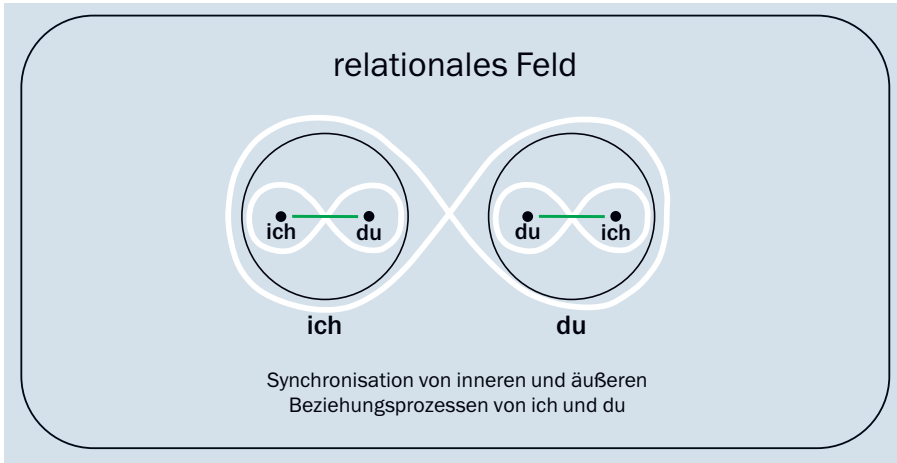 relationales Feld
ich du du ich
ich du
Synchronisation von inneren und äußeren
Beziehungsprozessen von ich und du